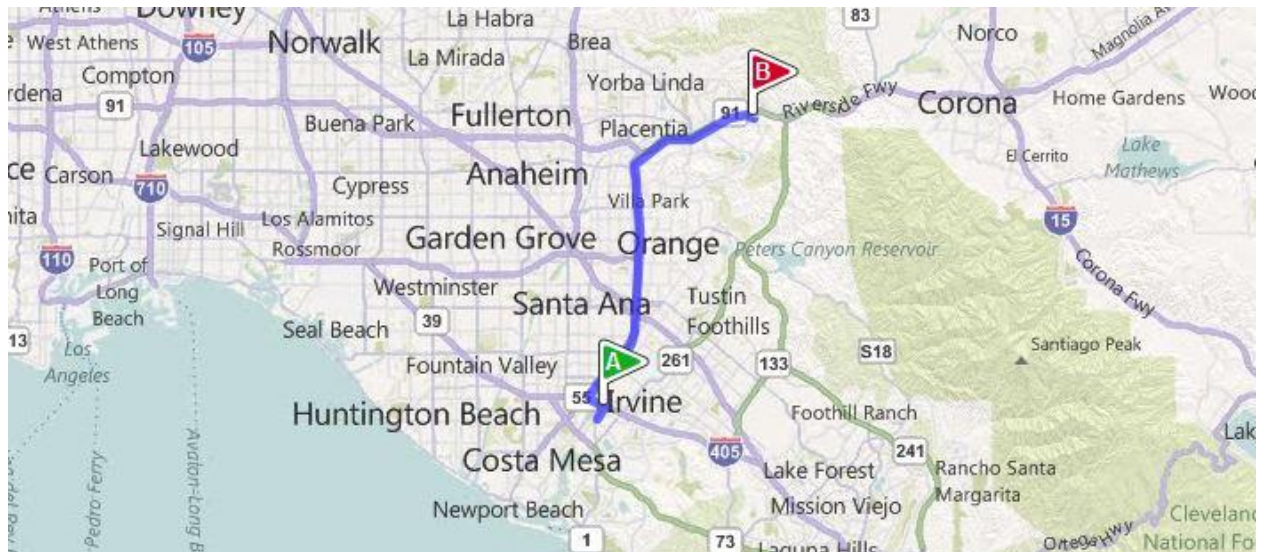 Downey
La Habra
83
Norco
Magnolia
West Athens
105
Norwalk
La Mirada
Brea
Compton
Yorba Linda
B
91
Riverside Fwy
Corona
Home Gardens
91
Buena Park
Fullerton
Placentia
Lakewood
El Cerrito
Lake
Mathews
Carson
710
Cypress
Anaheim
Villa Park
Signal Hill
Los Alamitos
15
Rossmoor
Garden Grove
Orange
Peters Canyon Reservoir
110
Port of
Long
Beach
Westminster
Santa Ana
Tustin
Foothills
Corona Fwy
Seal Beach
39
13
Los
Angeles
Fountain Valley
A
261
133
S18
Santiago Peak
55
Irvine
Huntington Beach
Foothill Ranch
Costa Mesa
405
241
Lake Forest
Rancho Santa
Margarita
Pedro Ferry
Newport Beach
Mission Viejo
1
73
Laguna Hills
Ortega Hwy
National